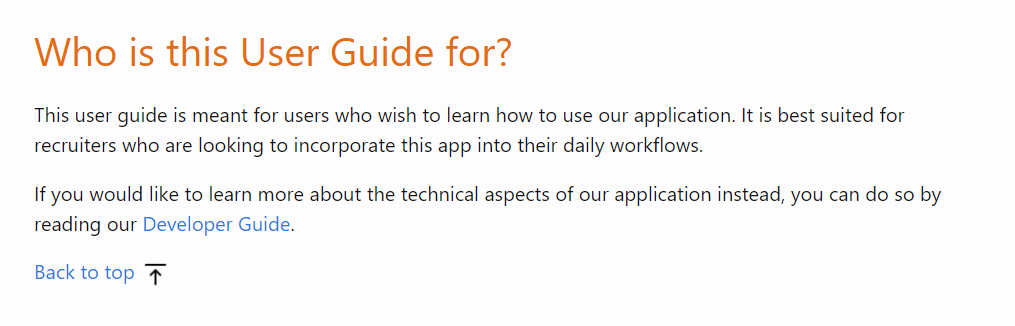 Who is this User Guide for?
This user guide is meant for users who wish to learn how to use our application. It is best suited for
recruiters who are looking to incorporate this app into their daily workflows.
If you would like to learn more about the technical aspects of our application instead, you can do so by
reading our Developer Guide.
Back to top